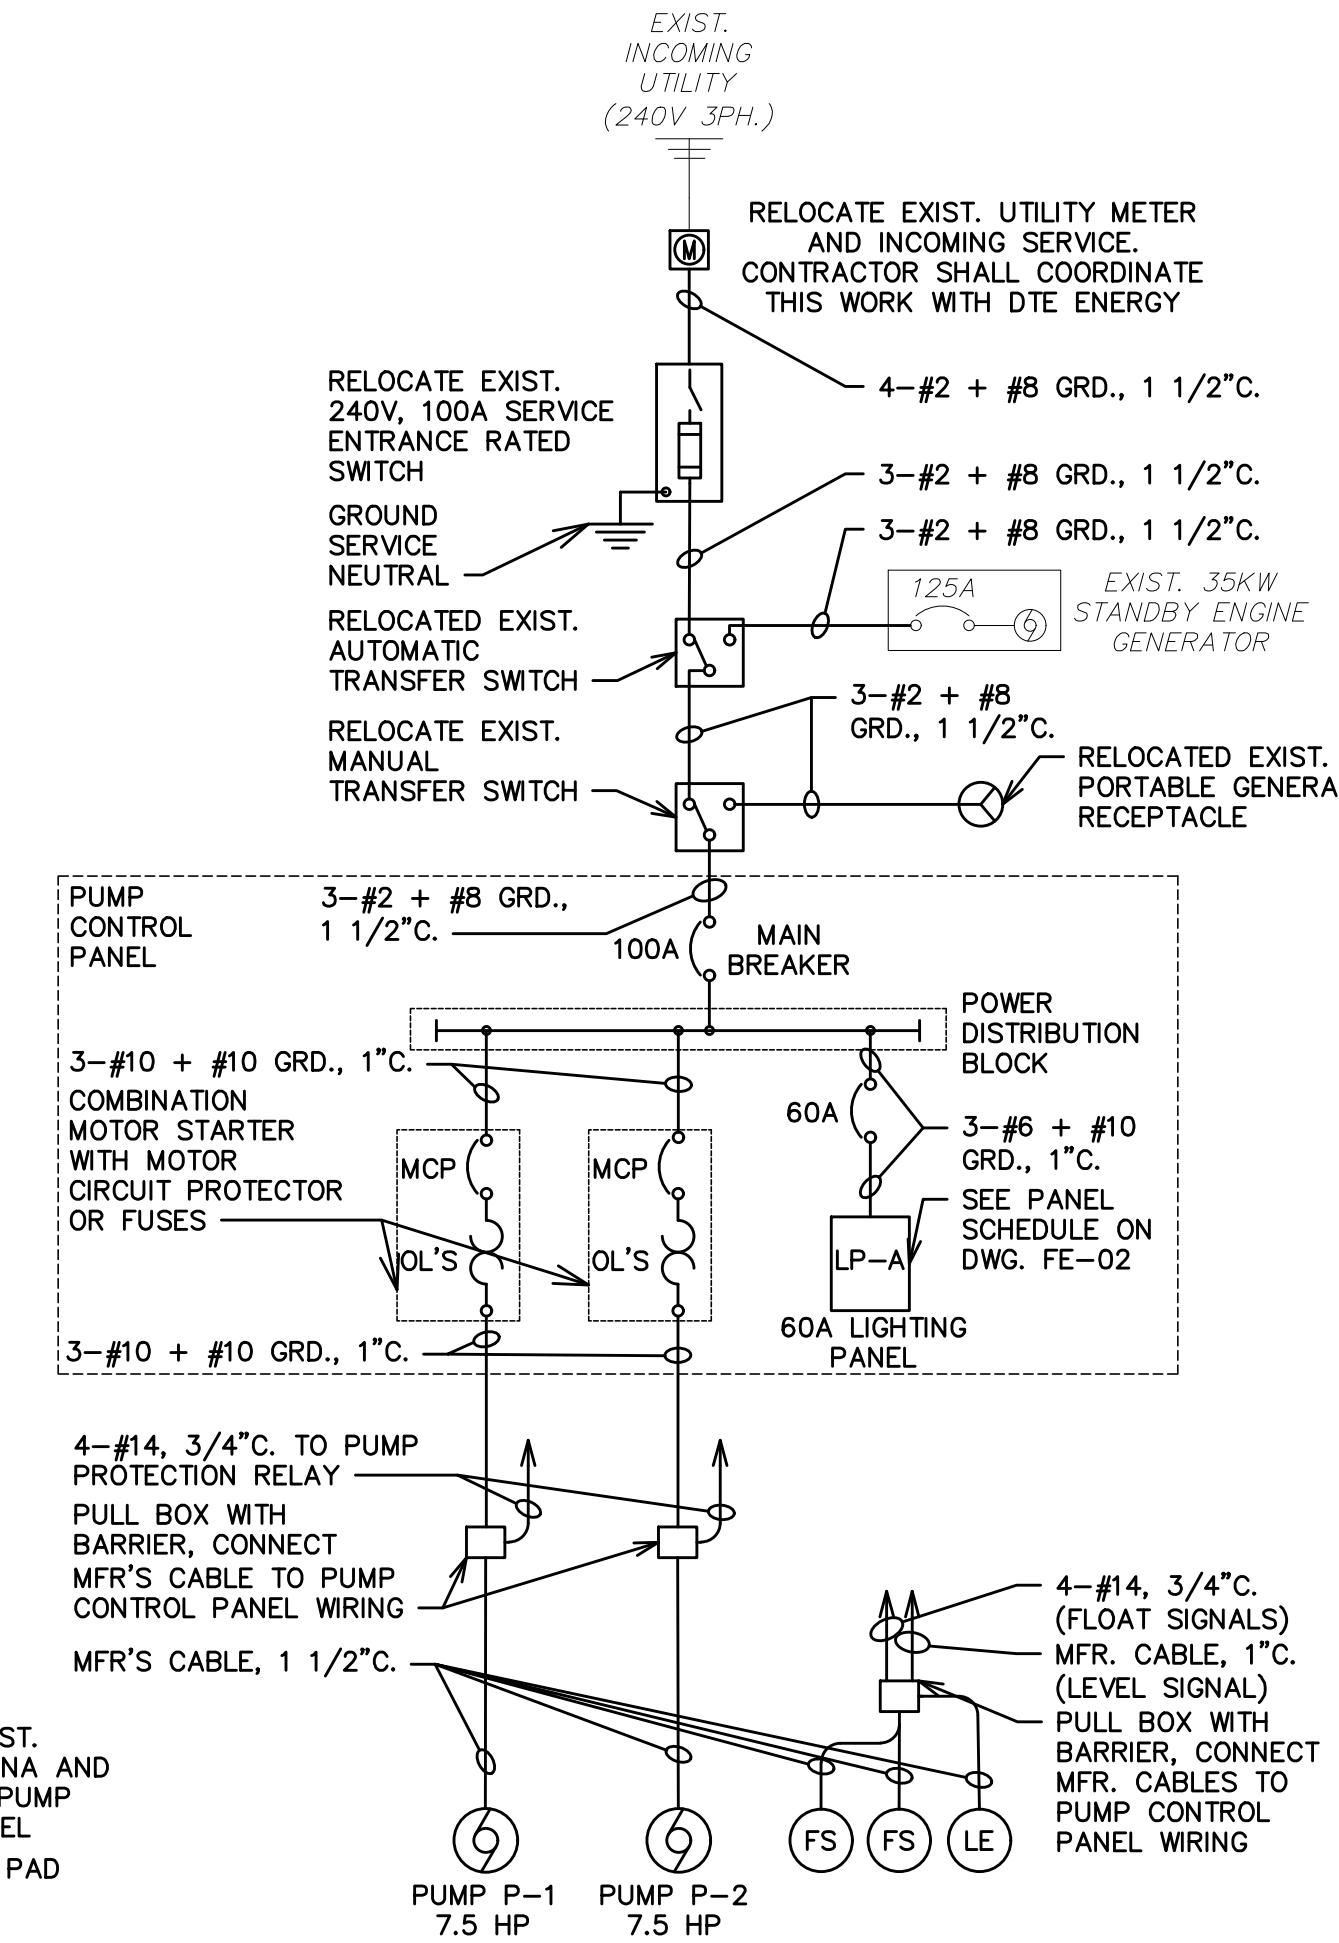 EXIST.
INCOMING
UTILITY
(240V 3PH.)
M
RELOCATE EXIST. UTILITY METER
AND INCOMING SERVICE.
CONTRACTOR SHALL COORDINATE
THIS WORK WITH DTE ENERGY
4-#2 + #8 GRD., 1 1/2"C.
RELOCATE EXIST.
240V, 100A SERVICE
ENTRANCE RATED
SWITCH
3-#2 + #8 GRD., 1 1/2"C.
GROUND
SERVICE
NEUTRAL
3-#2 + #8 GRD., 1 1/2"C.
125A
EXIST. 35KW
STANDBY ENGINE
GENERATOR
RELOCATED EXIST.
AUTOMATIC
TRANSFER SWITCH
3-#2 + #8
GRD., 1 1/2"C.
RELOCATE EXIST.
MANUAL
TRANSFER SWITCH
RELOCATED EXIST.
PORTABLE GENERA
RECEPTACLE
PUMP
CONTROL
PANEL
3-#2 + #8 GRD.,
1 1/2"C.
100A
MAIN
BREAKER
POWER
DISTRIBUTION
BLOCK
3-#10 + #10 GRD., 1"C.
COMBINATION
MOTOR STARTER
WITH MOTOR
CIRCUIT PROTECTOR
OR FUSES
MCP
OL'S
MCP
OL'S
60A
3-#6 + #10
GRD., 1"C.
SEE PANEL
SCHEDULE ON
DWG. FE-02
LP-A
60A LIGHTING
PANEL
3-#10 + #10 GRD., 1"C.
4-#14, 3/4"C. TO PUMP
PROTECTION RELAY
PULL BOX WITH
BARRIER, CONNECT
MFR'S CABLE TO PUMP
CONTROL PANEL WIRING
MFR'S CABLE, 1 1/2"C.
4-#14, 3/4"C.
(FLOAT SIGNALS)
MFR. CABLE, 1"C.
(LEVEL SIGNAL)
PULL BOX WITH
BARRIER, CONNECT
MFR. CABLES TO
PUMP CONTROL
PANEL WIRING
ST.
NA AND
PUMP
EL
PAD
FS
FS
LE
PUMP P-1
7.5 HP
PUMP P-2
7.5 HP